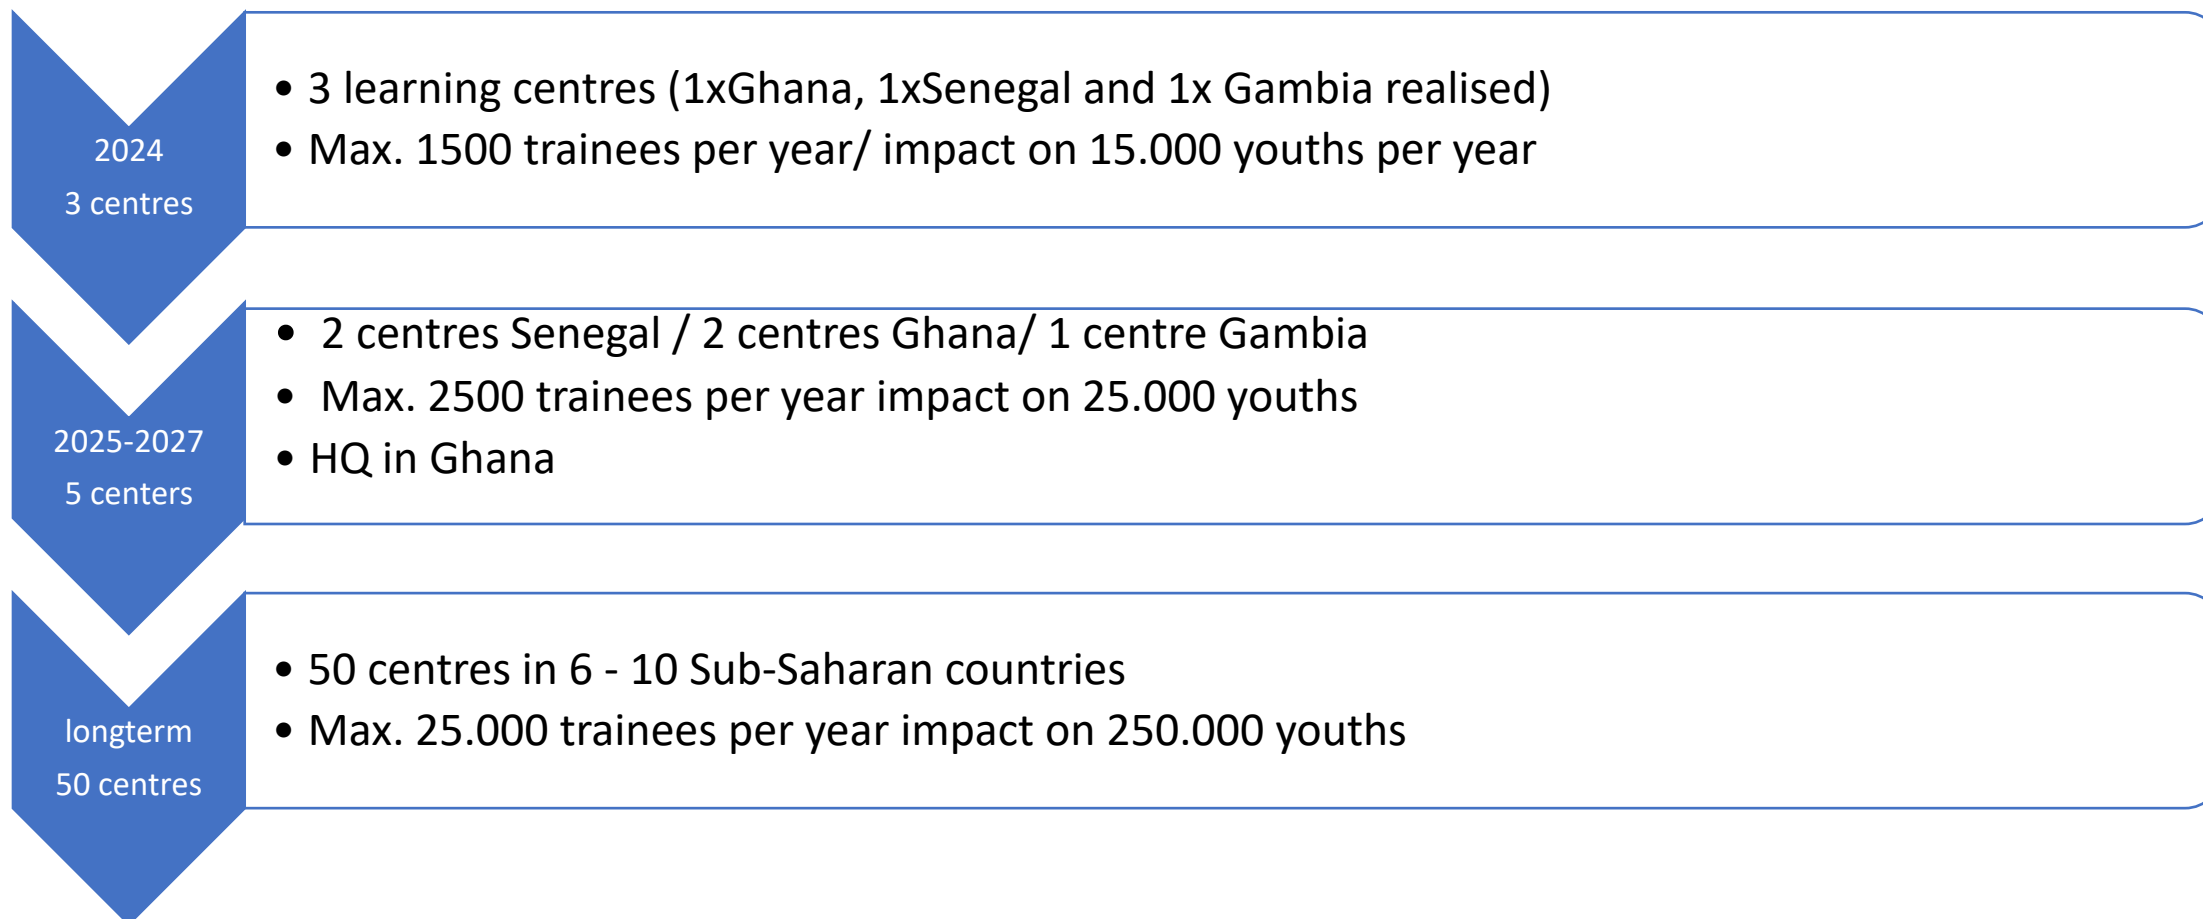 2024
3 centres
• 3 learning centres (1xGhana, 1xSenegal and 1x Gambia realised)
• Max. 1500 trainees per year/ impact on 15.000 youths per year
2025-2027
5 centers
• 2 centres Senegal / 2 centres Ghana/ 1 centre Gambia
• Max. 2500 trainees per year impact on 25.000 youths
• HQ in Ghana
longterm
50 centres
• 50 centres in 6 - 10 Sub-Saharan countries
• Max. 25.000 trainees per year impact on 250.000 youths